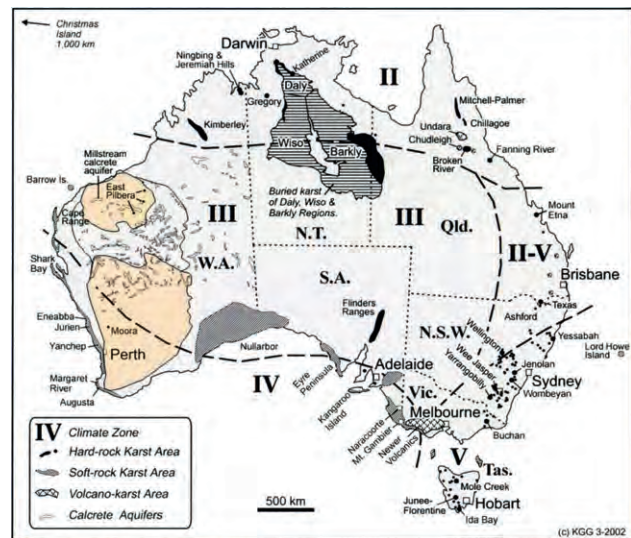 Christmas
Island
1,000 km
Darwin
Ningbing &
Jeremiah Hills
Katherine
Daly
II
Gregory
Mitchell-Palmer
Kimberley
Undara
Chillagoe
Chudleigh
Fanning River
Wiso
Barkly
Broken
River
Millstream
calcrete
aquifer
Barrow Is.
East
Pilbera
Cape
Range
III
Buried karst
of Daly, Wiso &
Barkly Regions.
III
Qld.
Mount
Etna
N.T.
W.A.
II-V
Shark
Bay
S.A.
Brisbane
Texas
Ashford
Flinders
Ranges
Eneabba
Jurien
Moora
N.S.W.
Wellington
Yessabah
Lord Howe
Island
Yanchep
Perth
Nullarbor
Wee Jasper
Yarrangobilly
Jenolan
Sydney
Wombeyan
Margaret
River
Augusta
IV
Eyre
Peninsula
Adelaide
Kangaroo
Island
Vic.
Melbourne
Naracoorte
Mt. Gambier
Newer
Volcanics
Buchan
V
Tas.
Mole Creek
Junee-
Florentine
Hobart
Ida Bay
IV Climate Zone
Hard-rock Karst Area
Soft-rock Karst Area
Volcano-karst Area
Calcrete Aquifers
500 km
(c) KGG 3-2002